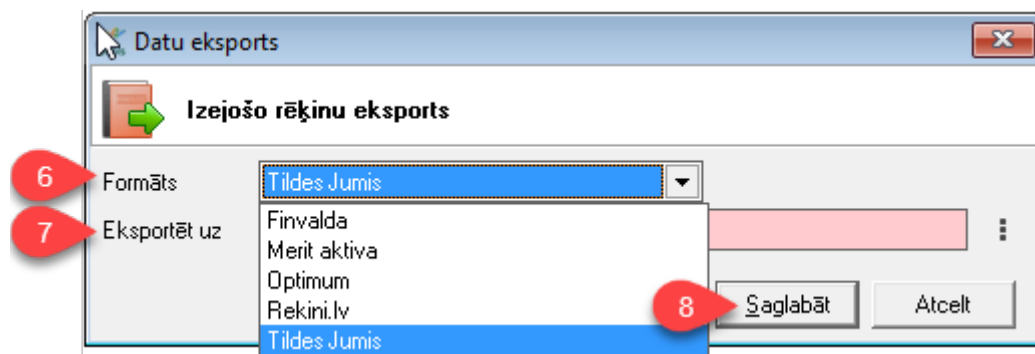 Datu eksports
Izejošo rēķinu eksports
6 Formāts Tildes Jumis
7 Eksportēt uz
Finvalda
Merit aktiva
Optimum
Rekini.lv
Tildes Jumis
8 Saglabāt Atcelt